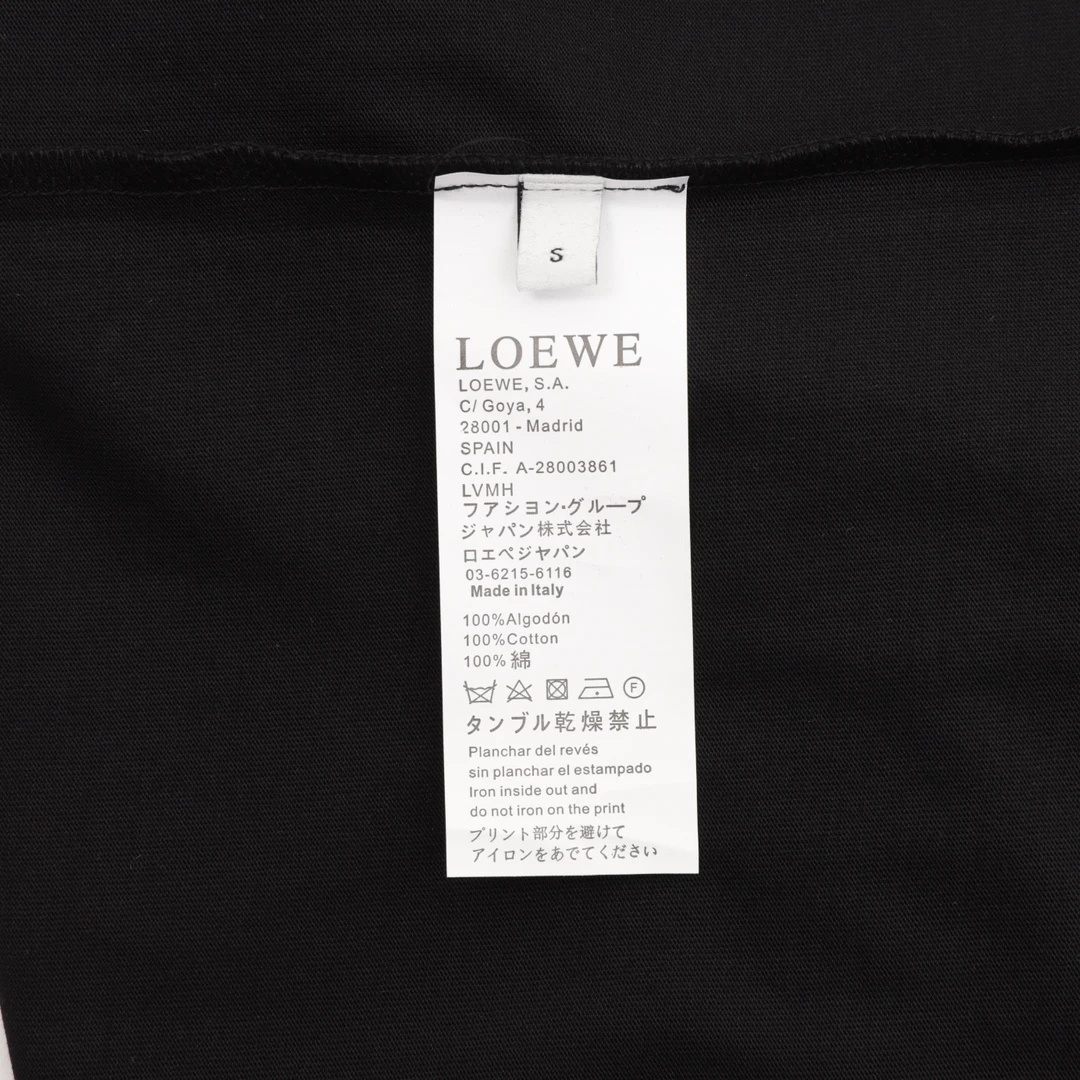 S
LOEWE
LOEWE, S.A.
C/ Goya, 4
28001 - Madrid
SPAIN
C.I.F. A-28003861
LVMH
フアシヨン·グループ
ジャパン株式会社
ロエベジヤパン
03-6215-6116
Made in Italy
100%Algodón
100%Cotton
100% 綿
F
タンブル乾燥禁止
Planchar del revés
sin planchar el estampado
Iron inside out and
do not iron on the print
プリント部分を避けて
アイロンをあでてください